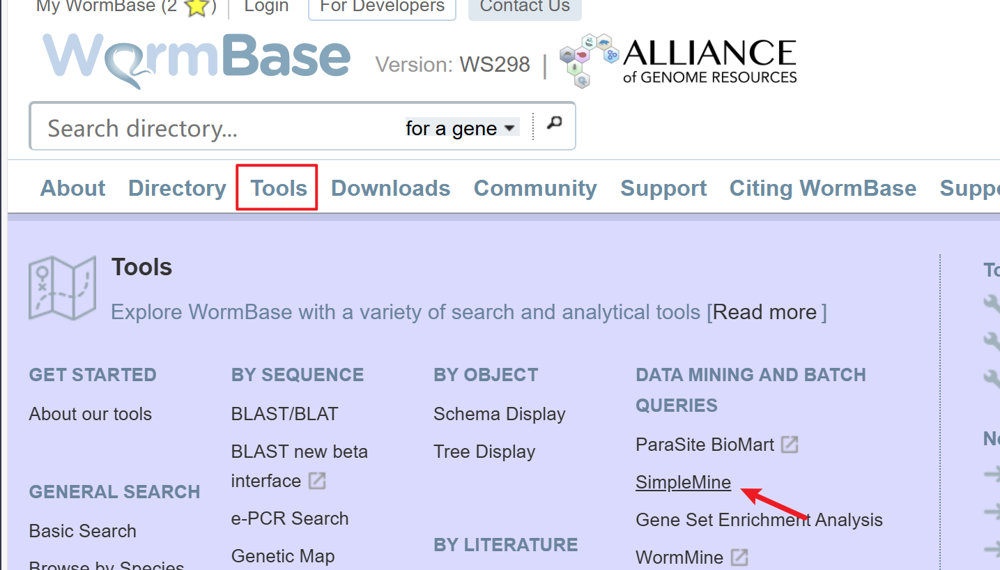 My WormBase (2 ) Login For Developers Contact Us
WormBase Version: WS298 | ALLIANCE
of GENOME RESOURCES
Search directory... for a gene
About Directory Tools Downloads Community Support Citing WormBase
Tools
Explore WormBase with a variety of search and analytical tools [Read more ]
GET STARTED
About our tools
GENERAL SEARCH
Basic Search
Browse by Species
BY SEQUENCE
BLAST/BLAT
BLAST new beta
interface
e-PCR Search
Genetic Map
BY OBJECT
Schema Display
Tree Display
BY LITERATURE
DATA MINING AND BATCH
QUERIES
ParaSite BioMart
SimpleMine
Gene Set Enrichment Analysis
WormMine